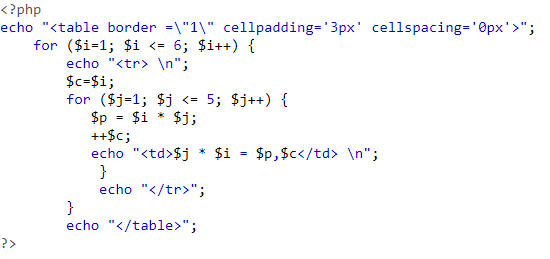 <?php
echo "<table border =\"1\" cellpadding='3px' cellspacing='0px'>";
    for ($i=1; $i <= 6; $i++) {
        echo "<tr> \n";
        $c=$i;
        for ($j=1; $j <= 5; $j++) {
           $p = $i * $j;
           ++$c;
           echo "<td>$j * $i = $p,$c</td> \n";
            }
            echo "</tr>";
        }
        echo "</table>";
?>